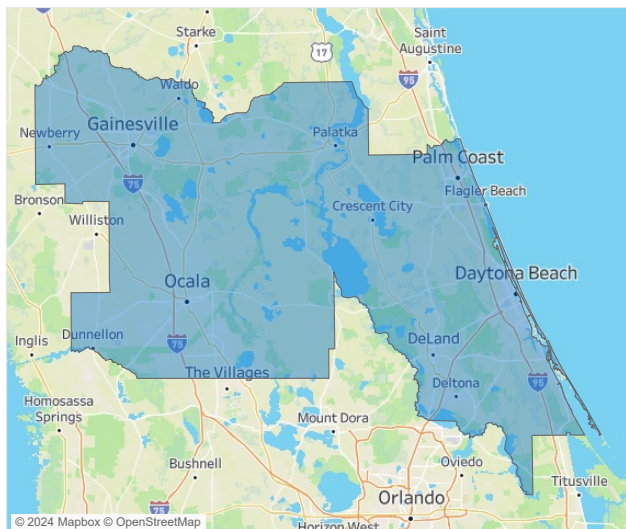 Starke
Saint
Augustine
17
95
Waldo
Gainesville
Newberry
Palatka
Palm Coast
75
Flagler Beach
Bronson
Crescent City
Williston
Ocala
Daytona Beach
Inglis
Dunnellon
75
DeLand
The Villages
95
Deltona
Homosassa
Springs
Mount Dora
Bushnell
Oviedo
Titusville
Orlando
75
© 2024 Mapbox © OpenStreetMap
Horizon West